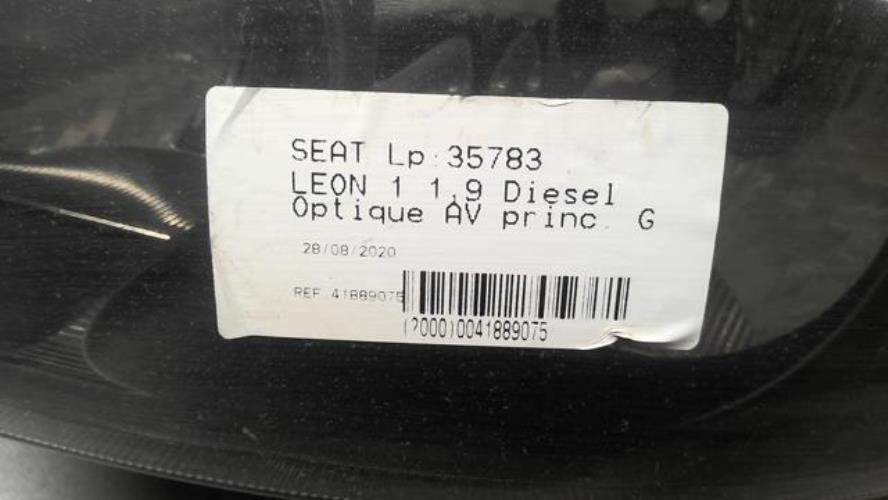 SEAT Lp:35783
LEON 1 1.9 Diesel
Optique AV princ. G
28/08/2020
REF 41889075
(2000)0041889075